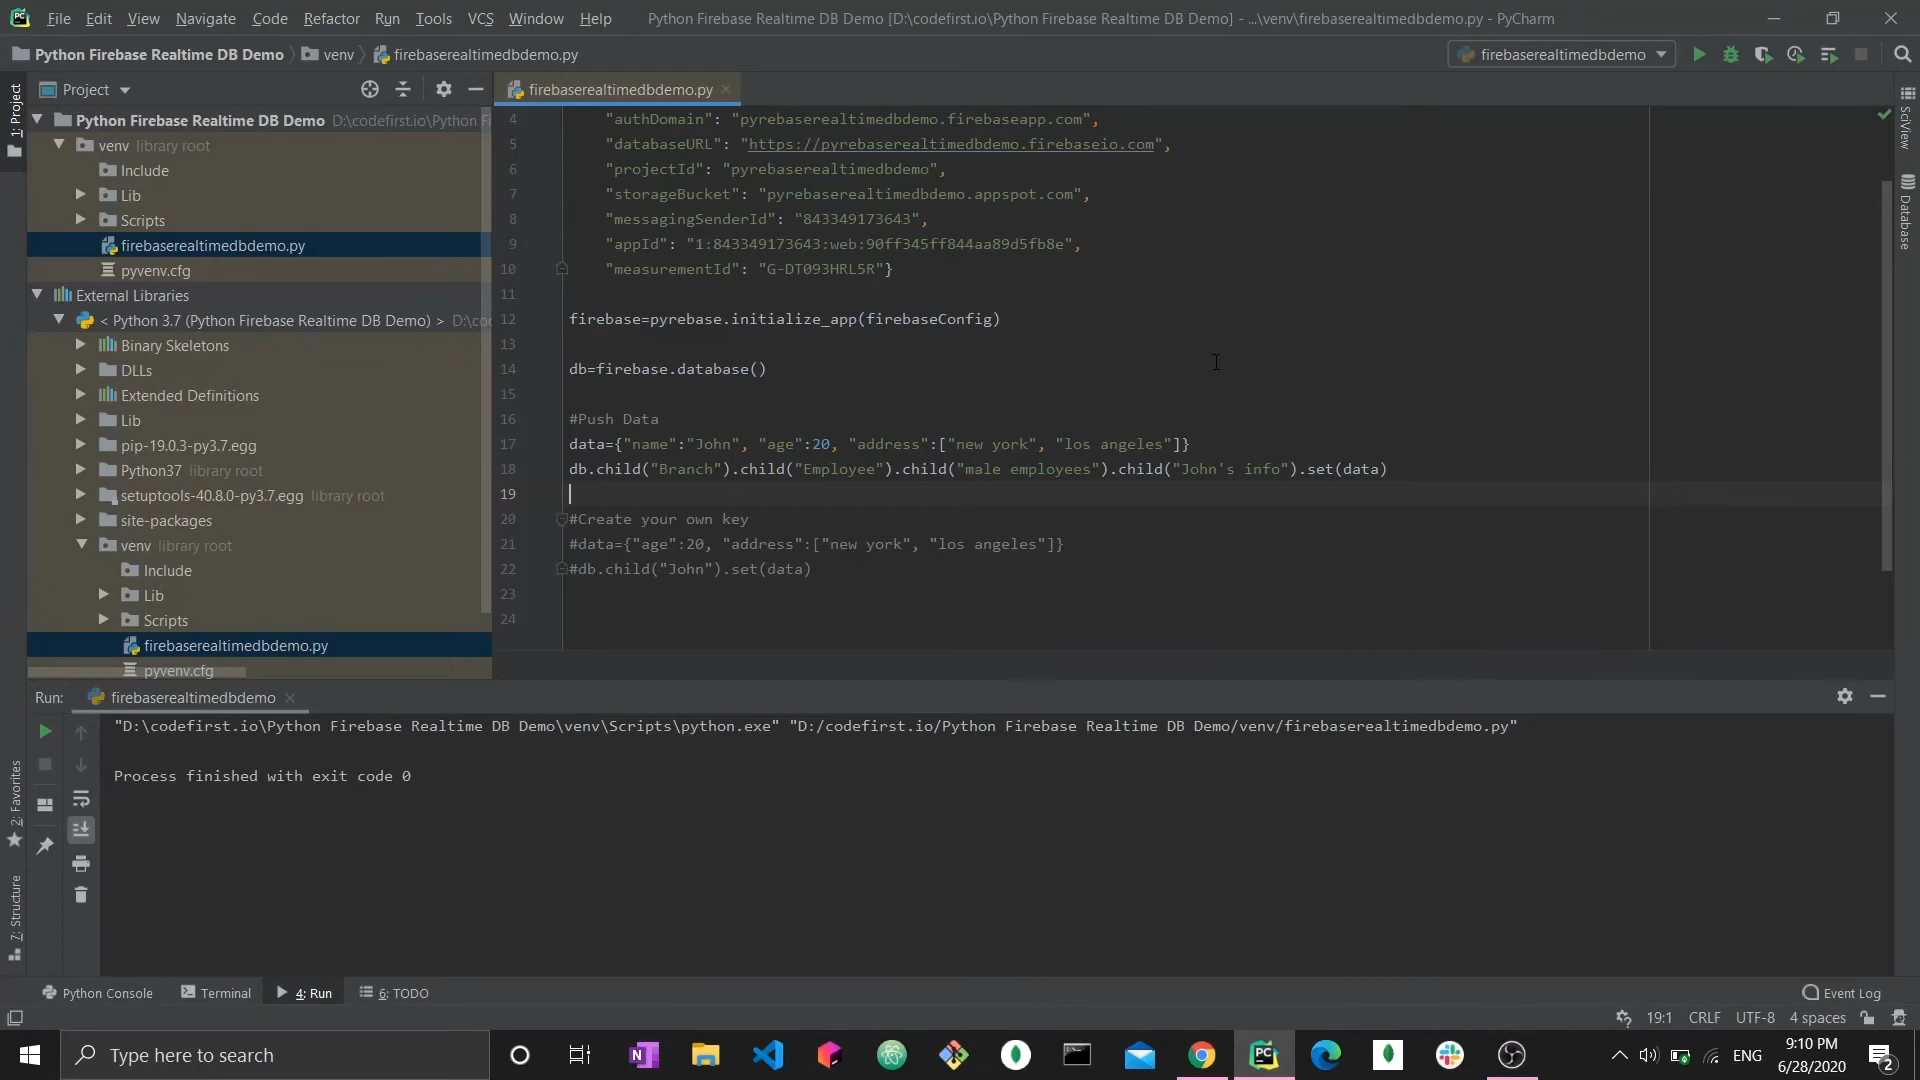 File Edit View Navigate Code Refactor Run Tools VCS Window Help Python Firebase Realtime DB Demo [D:\codefirst.io\Python Firebase Realtime DB Demo] - ...\venv\firebaserealtimedbdemo.py - PyCharm
Python Firebase Realtime DB Demo venv firebaserealtimedbdemo.py firebaserealtimedbdemo
1: Project
Project
firebaserealtimedbdemo.py
Python Firebase Realtime DB Demo D:\codefirst.io\Python Fi
venv library root
Include
Lib
Scripts
firebaserealtimedbdemo.py
pyvenv.cfg
External Libraries
< Python 3.7 (Python Firebase Realtime DB Demo) > D:\co
Binary Skeletons
DLLs
Extended Definitions
Lib
pip-19.0.3-py3.7.egg
Python37 library root
setuptools-40.8.0-py3.7.egg library root
site-packages
venv library root
Include
Lib
Scripts
firebaserealtimedbdemo.py
pyvenv.cfg
4 "authDomain": "pyrebaserealtimedbdemo.firebaseapp.com",
5 "databaseURL": "https://pyrebaserealtimedbdemo.firebaseio.com",
6 "projectId": "pyrebaserealtimedbdemo",
7 "storageBucket": "pyrebaserealtimedbdemo.appspot.com",
8 "messagingSenderId": "843349173643",
9 "appId": "1:843349173643:web:90ff345ff844aa89d5fb8e",
10 "measurementId": "G-DT093HRL5R"}
11
12 firebase=pyrebase.initialize_app(firebaseConfig)
13
14 db=firebase.database()
15
16 #Push Data
17 data={"name":"John", "age":20, "address":["new york", "los angeles"]}
18 db.child("Branch").child("Employee").child("male employees").child("John's info").set(data)
19
20 #Create your own key
21 #data={"age":20, "address":["new york", "los angeles"]}
22 #db.child("John").set(data)
23
24
SciView
Database
Run: firebaserealtimedbdemo
"D:\codefirst.io\Python Firebase Realtime DB Demo\venv\Scripts\python.exe" "D:/codefirst.io/Python Firebase Realtime DB Demo/venv/firebaserealtimedbdemo.py"
Process finished with exit code 0
2: Favorites
7: Structure
Python Console Terminal 4: Run 6: TODO Event Log
19:1 CRLF UTF-8 4 spaces
Type here to search
N
PC
ENG
9:10 PM
6/28/2020
2